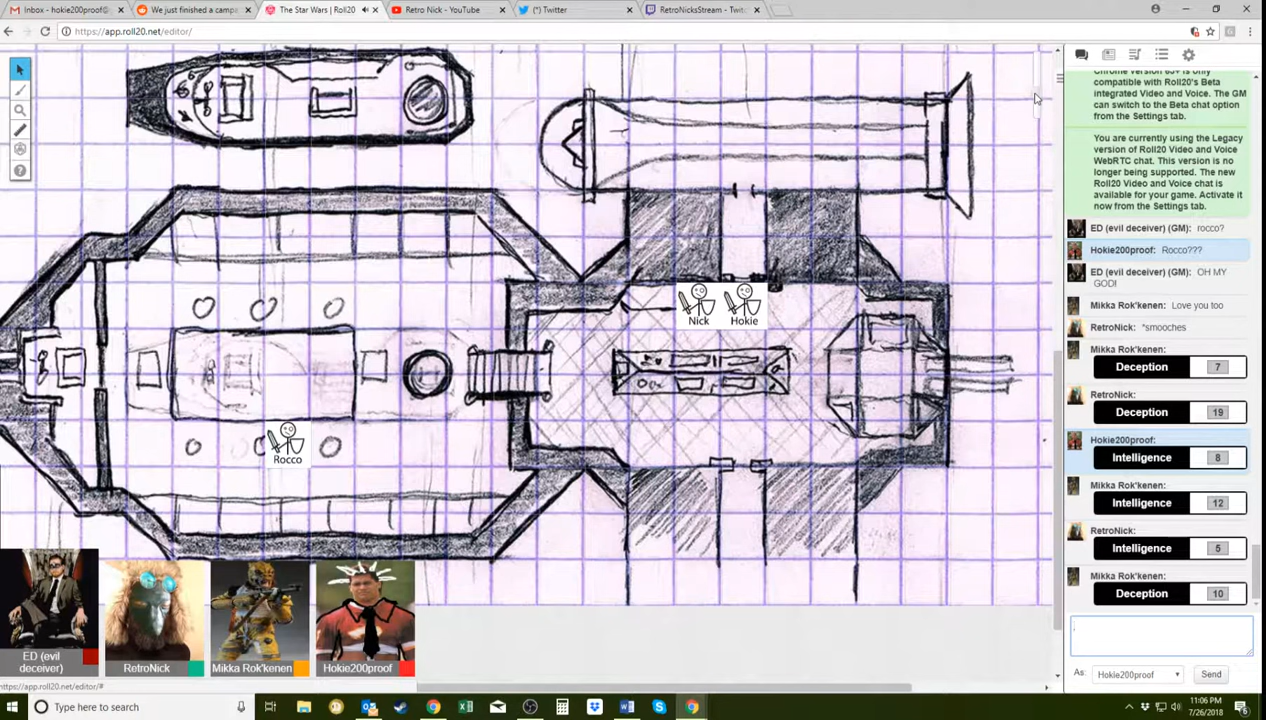 Inbox - hokie200proof@
We just finished a campa
The Star Wars | Roll20
Retro Nick - YouTube
(*) Twitter
RetroNicksStream - Twitc
https://app.roll20.net/editor/
Chrome version 63+ is only
compatible with Roll20's Beta
integrated Video and Voice. The GM
can switch to the Beta chat option
from the Settings tab.
You are currently using the Legacy
version of Roll20 Video and Voice
WebRTC chat. This version is no
longer being supported. The new
Roll20 Video and Voice chat is
available for your game. Activate it
now from the Settings tab.
ED (evil deceiver) (GM): rocco?
Hokie200proof: Rocco???
ED (evil deceiver) (GM): OH MY
GOD!
Mikka Rok'kenen: Love you too
RetroNick: *smooches
Mikka Rok'kenen:
Deception 7
RetroNick:
Deception 19
Hokie200proof:
Intelligence 8
Mikka Rok'kenen:
Intelligence 12
RetroNick:
Intelligence 5
Mikka Rok'kenen:
Deception 10
As: Hokie200proof Send
Nick Hokie
Rocco
ED (evil
deceiver)
RetroNick
Mikka Rok'kenen
Hokie200proof
https://app.roll20.net/editor/#
Type here to search
11:06 PM
7/26/2018